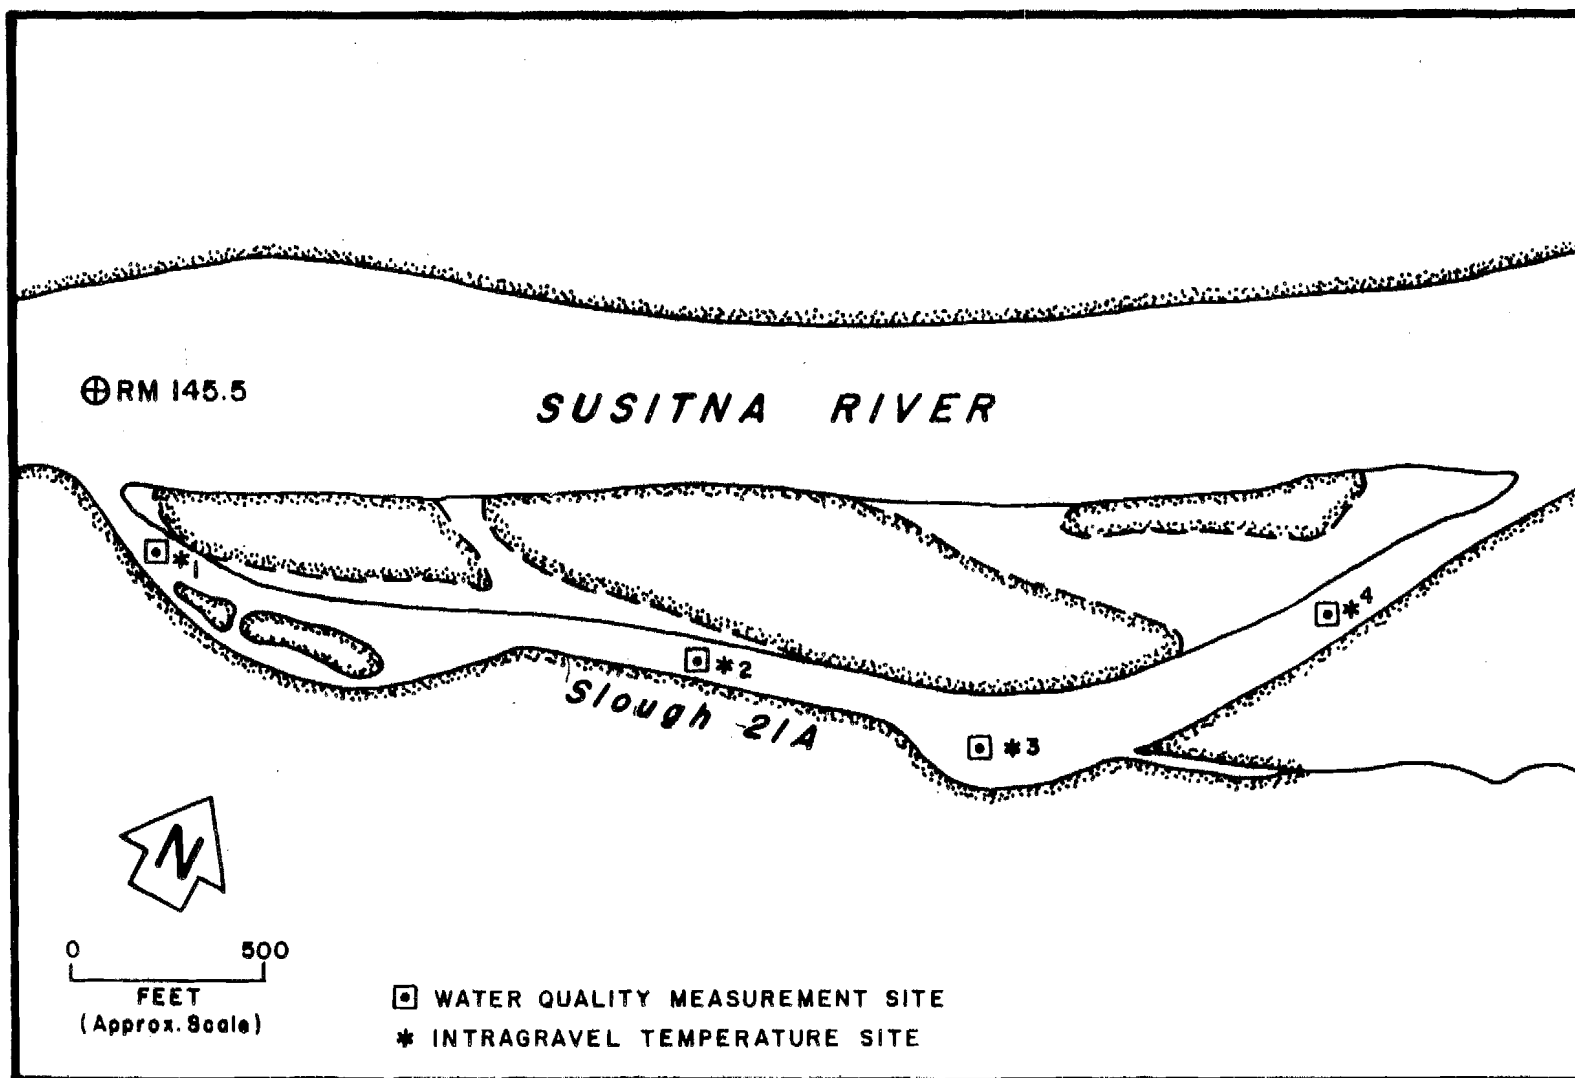 RM 145.5
SUSITNA RIVER
1
2
3
4
Slough 21A
N
0 500
FEET
(Approx. Scale)
WATER QUALITY MEASUREMENT SITE
INTRAGRAVEL TEMPERATURE SITE